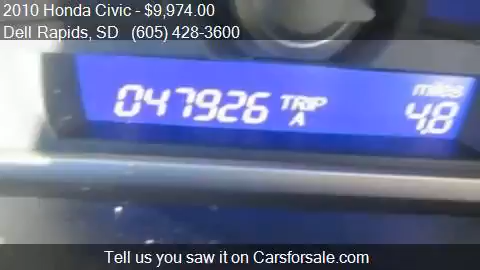 2010 Honda Civic - $9,974.00
Dell Rapids, SD (605) 428-3600
miles
047926 TRIP A 4.8
Tell us you saw it on Carsforsale.com